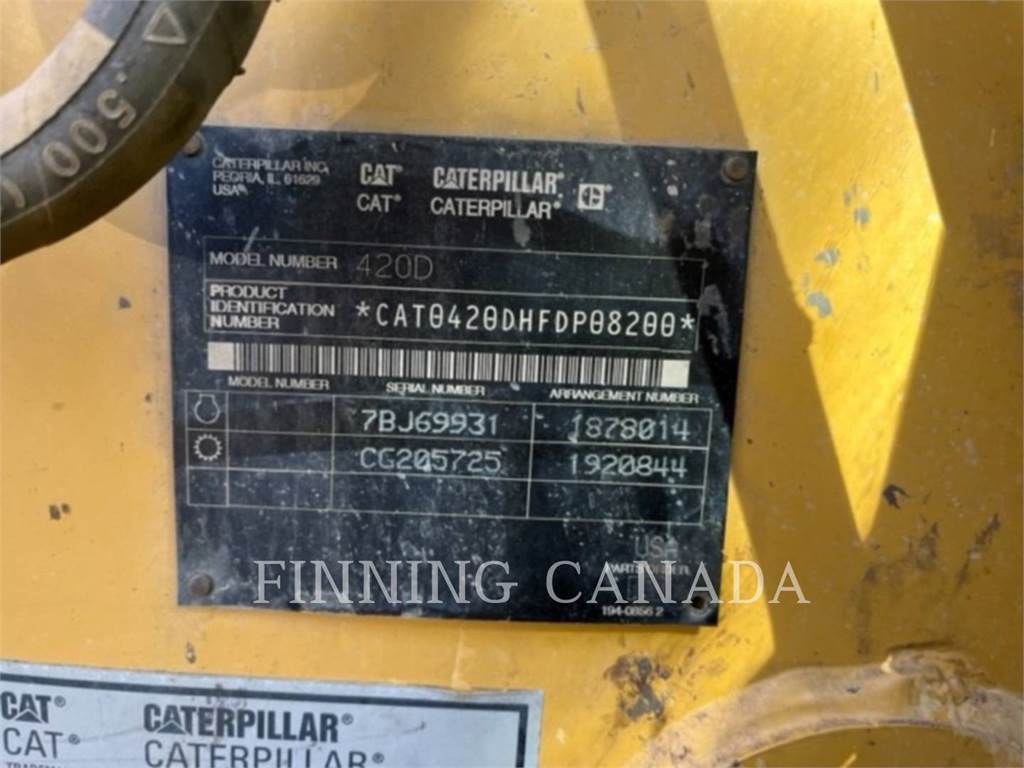 .500
CATERPILLAR INC.
PEORIA, IL. 61629
USA
CAT® CATERPILLAR®
CAT® CATERPILLAR®
MODEL NUMBER 420D
PRODUCT
IDENTIFICATION
NUMBER
*CAT0420DHFDP08200*
MODEL NUMBER SERIAL NUMBER ARRANGEMENT NUMBER
7BJ69931 1878014
CG205725 1920844
USA
FINNING CANADA
194-0856 2
CAT® CATERPILLAR®
CAT® CATERPILLAR®